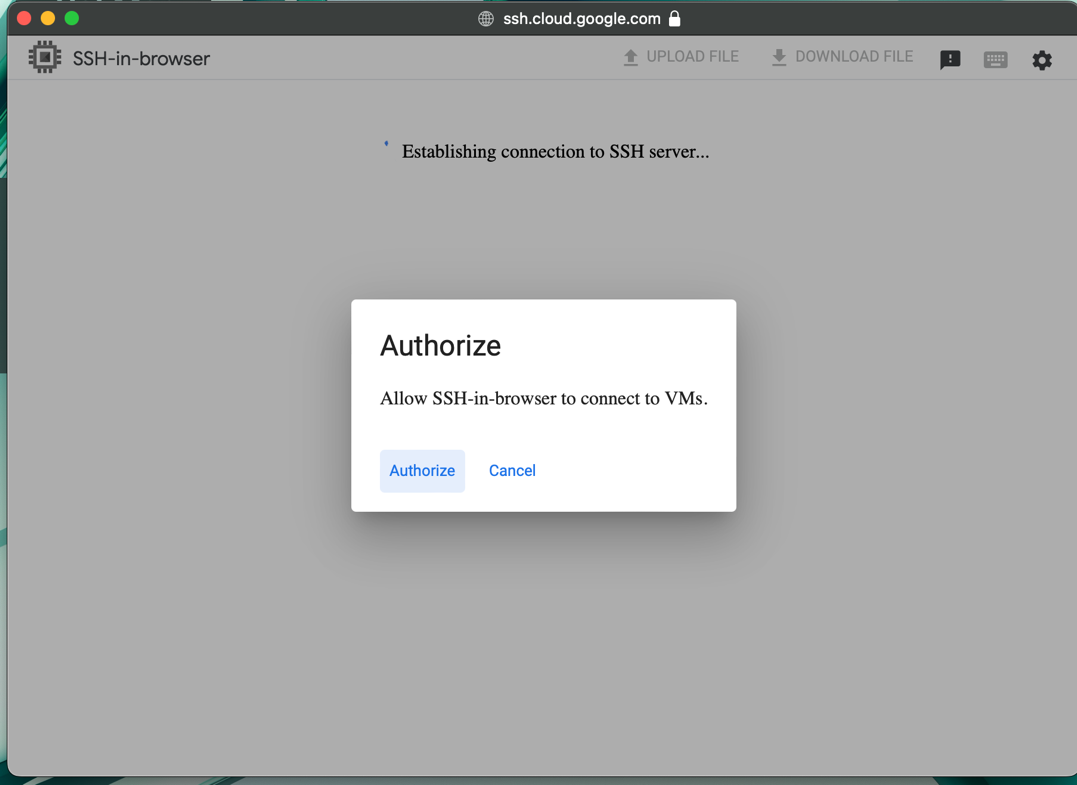 ssh.cloud.google.com
SSH-in-browser
UPLOAD FILE
DOWNLOAD FILE
Establishing connection to SSH server...
Authorize
Allow SSH-in-browser to connect to VMs.
Authorize
Cancel